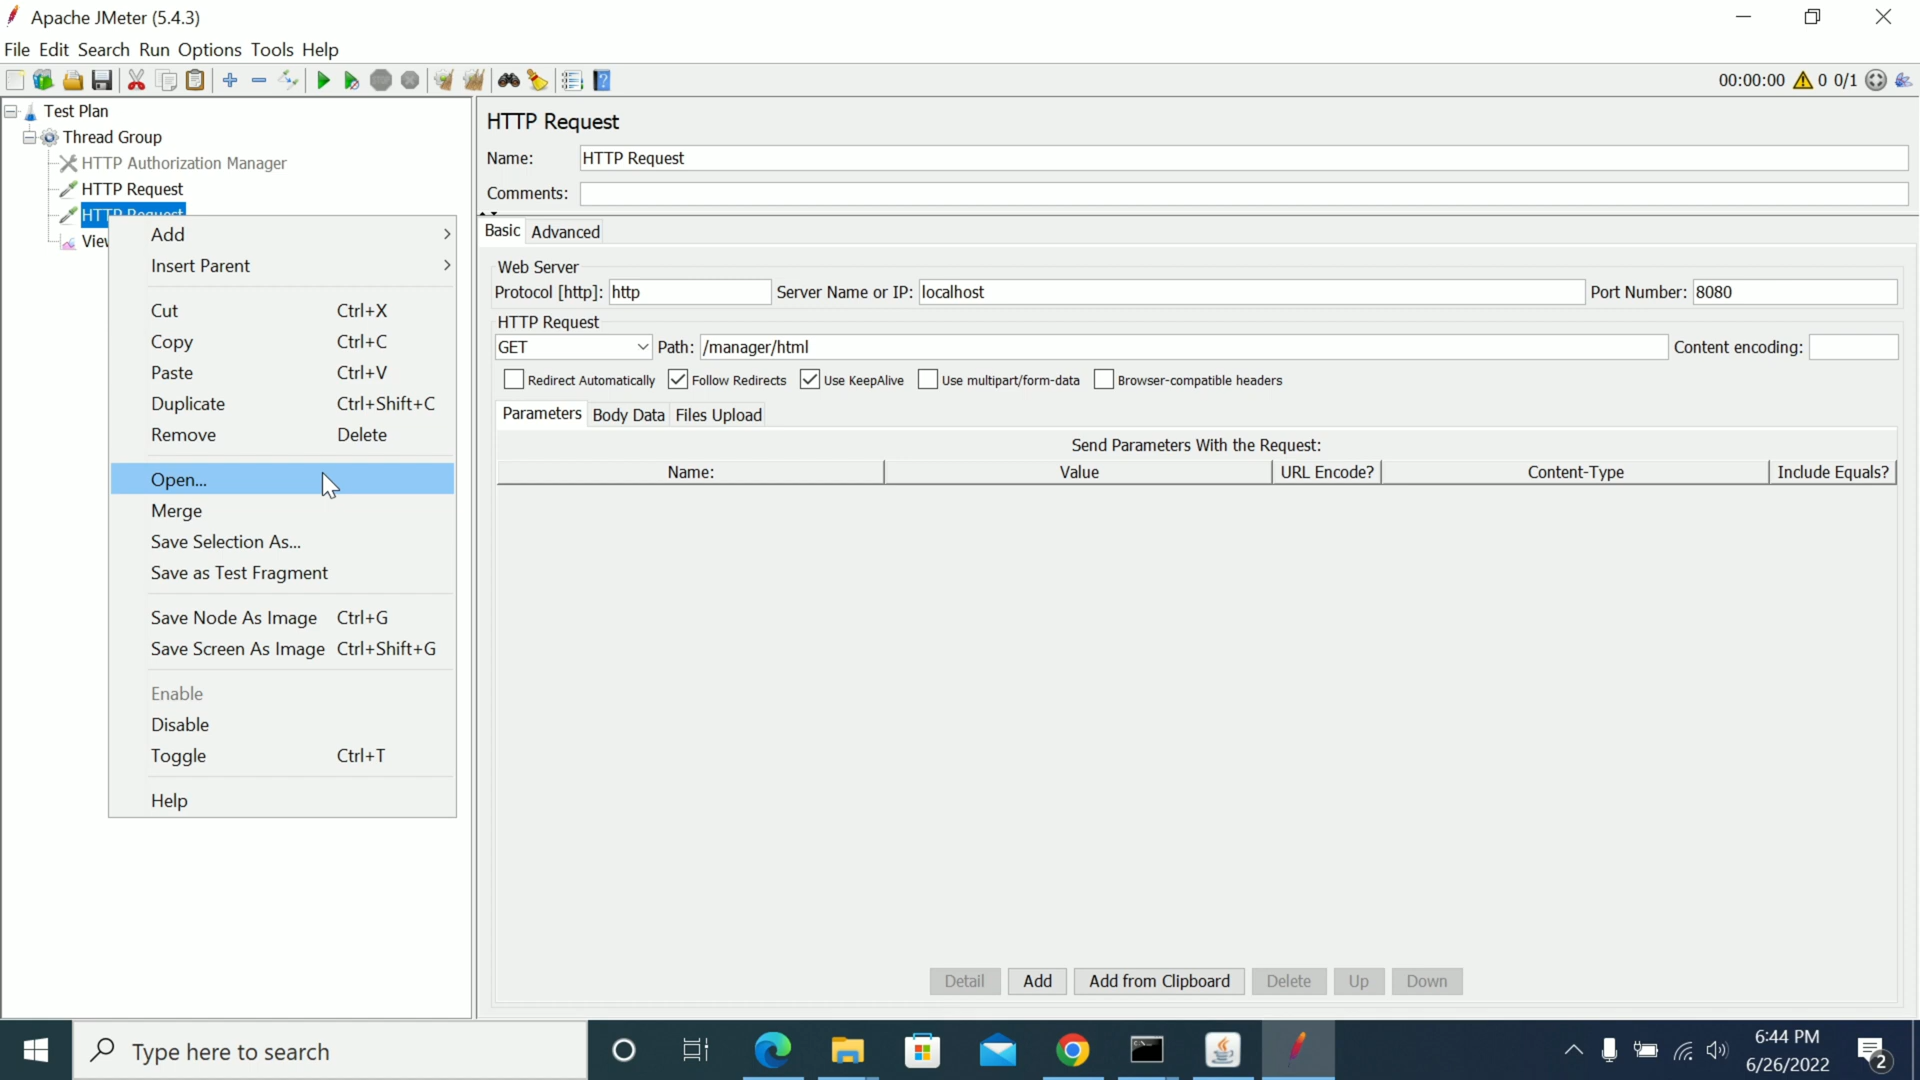 Apache JMeter (5.4.3)
File Edit Search Run Options Tools Help
00:00:00 0 0/1
Test Plan
Thread Group
HTTP Authorization Manager
HTTP Request
HTTP Request
Add
Insert Parent
Cut Ctrl+X
Copy Ctrl+C
Paste Ctrl+V
Duplicate Ctrl+Shift+C
Remove Delete
Open...
Merge
Save Selection As...
Save as Test Fragment
Save Node As Image Ctrl+G
Save Screen As Image Ctrl+Shift+G
Enable
Disable
Toggle Ctrl+T
Help
HTTP Request
Name: HTTP Request
Comments:
Basic Advanced
Web Server
Protocol [http]: http Server Name or IP: localhost Port Number: 8080
HTTP Request
GET Path: /manager/html Content encoding:
Redirect Automatically Follow Redirects Use KeepAlive Use multipart/form-data Browser-compatible headers
Parameters Body Data Files Upload
Send Parameters With the Request:
Name: Value URL Encode? Content-Type Include Equals?
Detail Add Add from Clipboard Delete Up Down
Type here to search
6:44 PM
6/26/2022
2